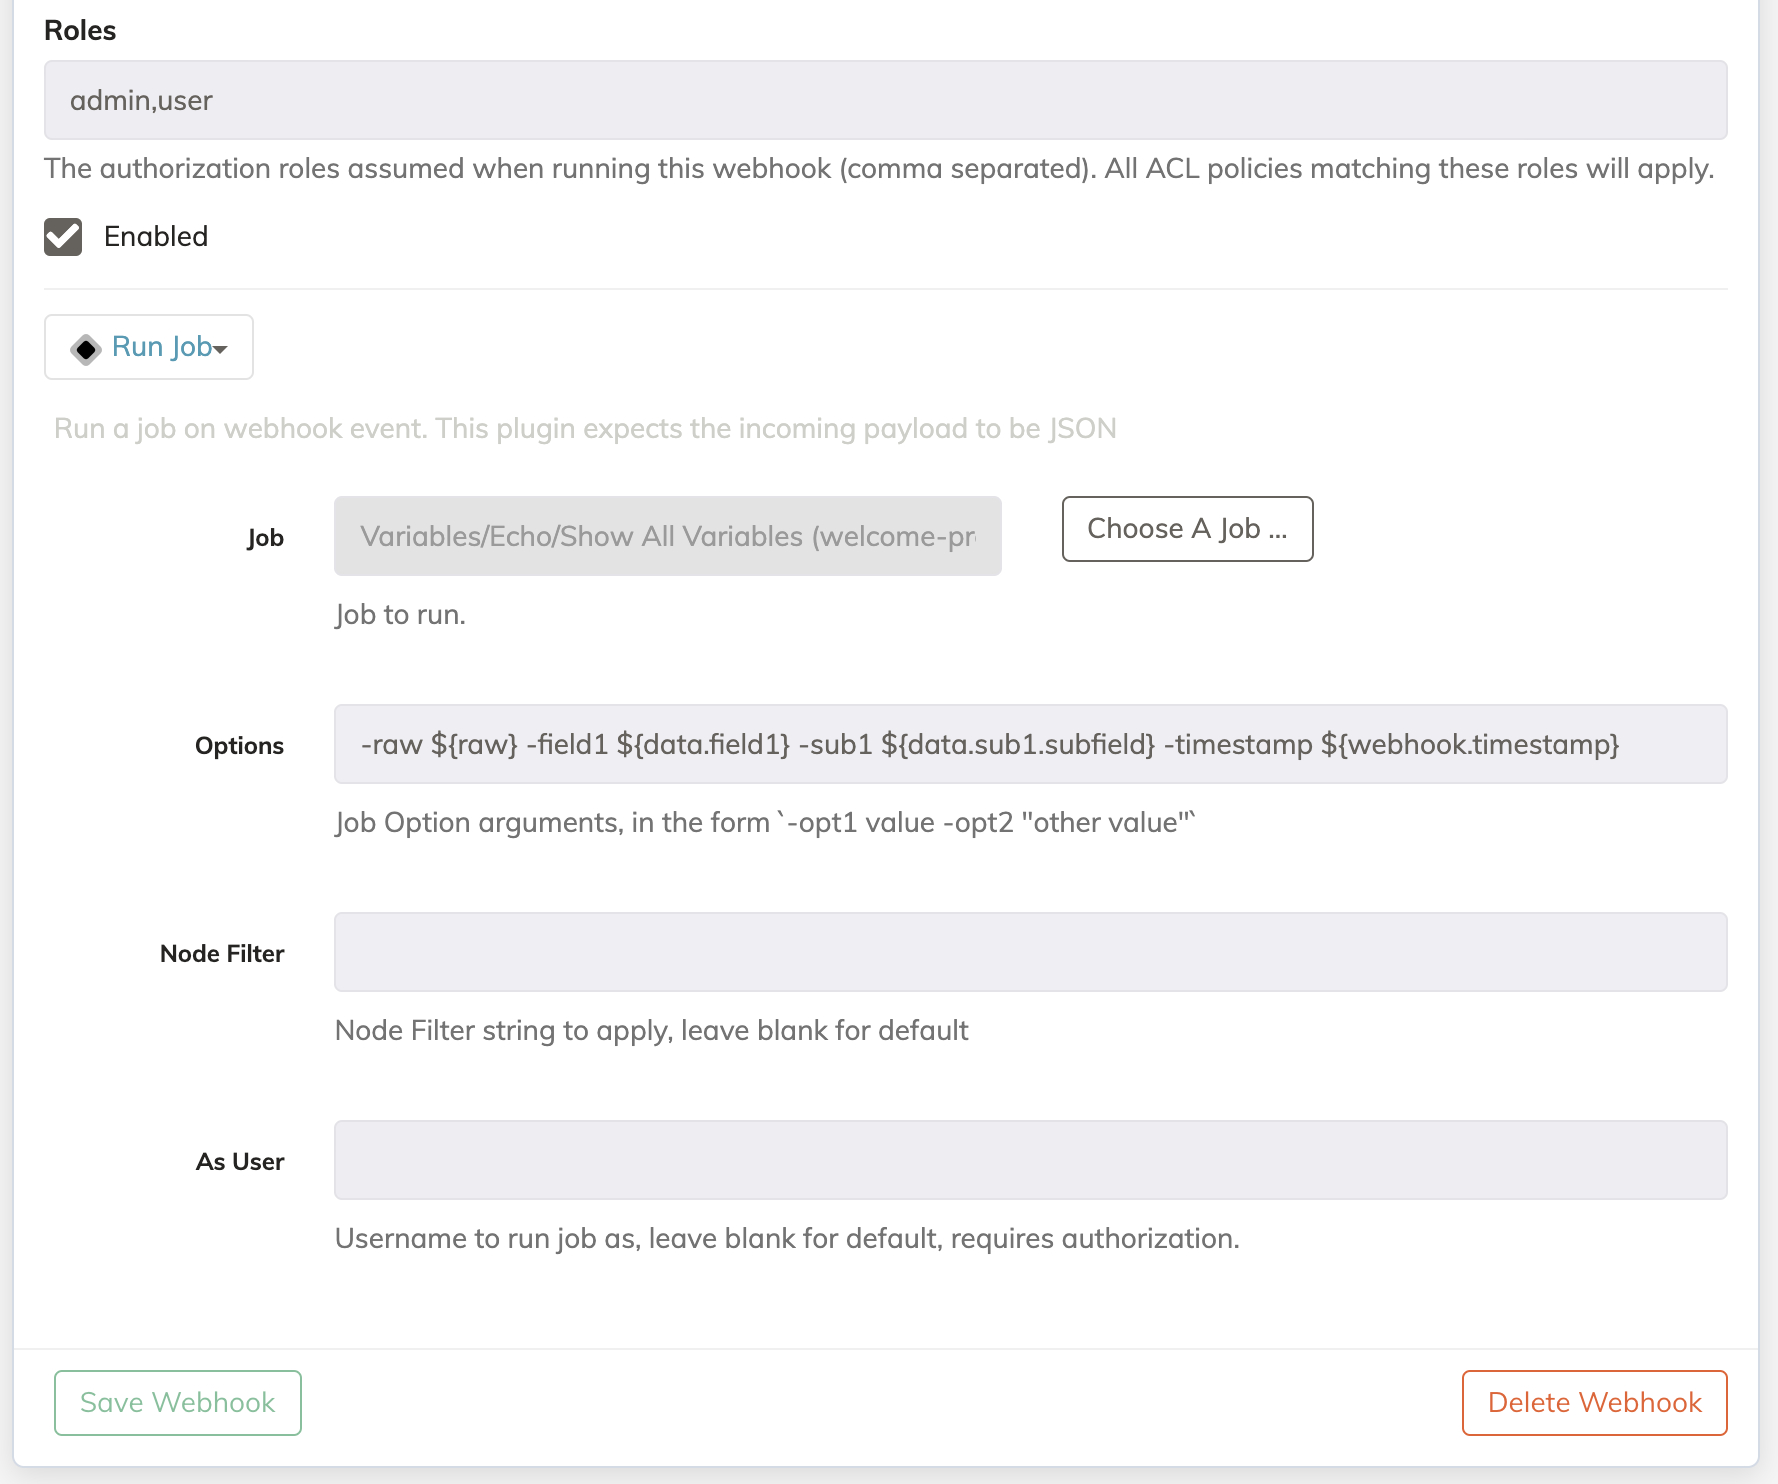 Roles
admin,user
The authorization roles assumed when running this webhook (comma separated). All ACL policies matching these roles will apply.
Enabled
Run Job
Run a job on webhook event. This plugin expects the incoming payload to be JSON
Job
Variables/Echo/Show All Variables (welcome-pr
Choose A Job ...
Job to run.
Options
-raw ${raw} -field1 ${data.field1} -sub1 ${data.sub1.subfield} -timestamp ${webhook.timestamp}
Job Option arguments, in the form `-opt1 value -opt2 "other value"`
Node Filter
Node Filter string to apply, leave blank for default
As User
Username to run job as, leave blank for default, requires authorization.
Save Webhook
Delete Webhook